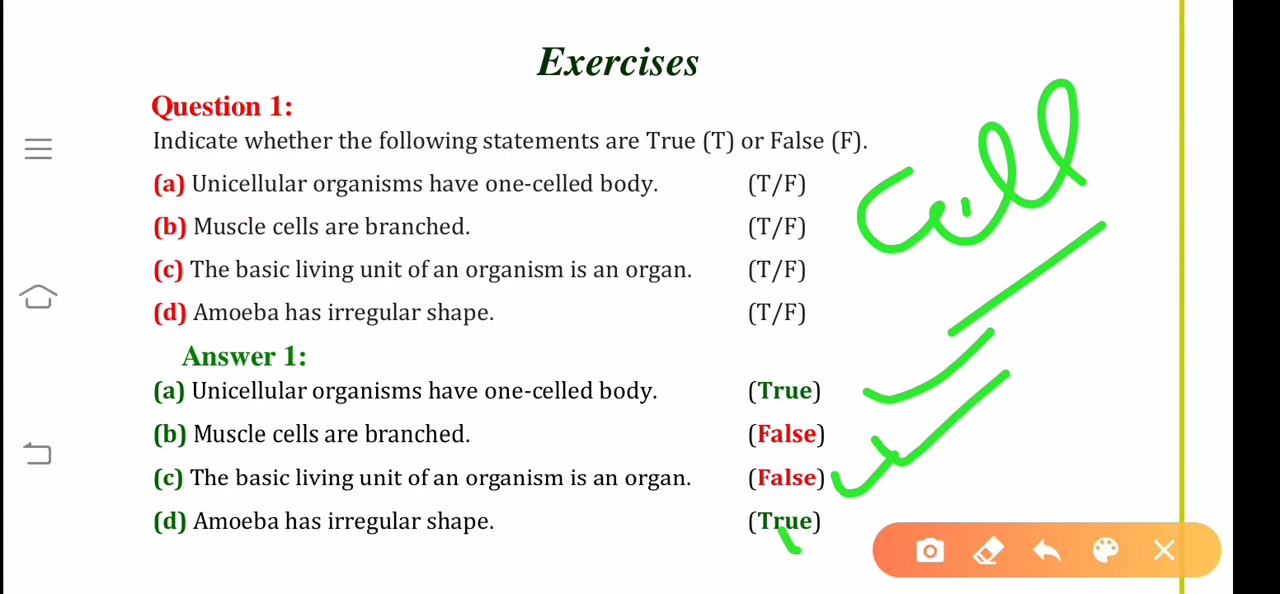 Exercises
Question 1:
Indicate whether the following statements are True (T) or False (F).
(a) Unicellular organisms have one-celled body. (T/F)
(b) Muscle cells are branched. (T/F)
(c) The basic living unit of an organism is an organ. (T/F)
(d) Amoeba has irregular shape. (T/F)
Cell
Answer 1:
(a) Unicellular organisms have one-celled body. (True)
(b) Muscle cells are branched. (False)
(c) The basic living unit of an organism is an organ. (False)
(d) Amoeba has irregular shape. (True)